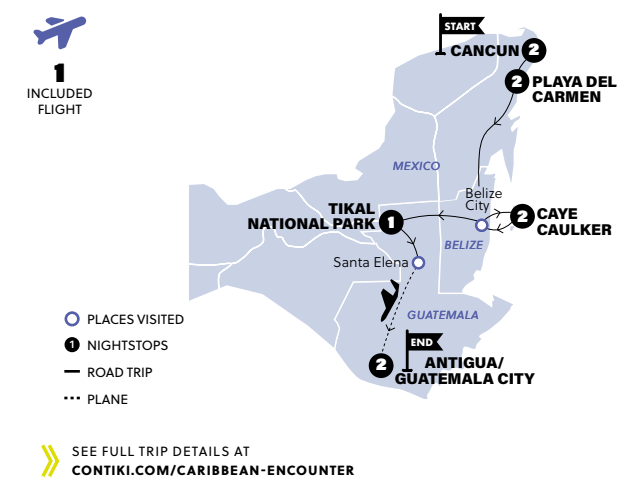 START
CANCUN 2
1
INCLUDED
FLIGHT
2 PLAYA DEL
CARMEN
MEXICO
Belize
City
TIKAL
NATIONAL PARK 1
2 CAYE
CAULKER
BELIZE
Santa Elena
GUATEMALA
PLACES VISITED
1 NIGHTSTOPS
ROAD TRIP
PLANE
END
2 ANTIGUA/
GUATEMALA CITY
SEE FULL TRIP DETAILS AT
CONTIKI.COM/CARIBBEAN-ENCOUNTER